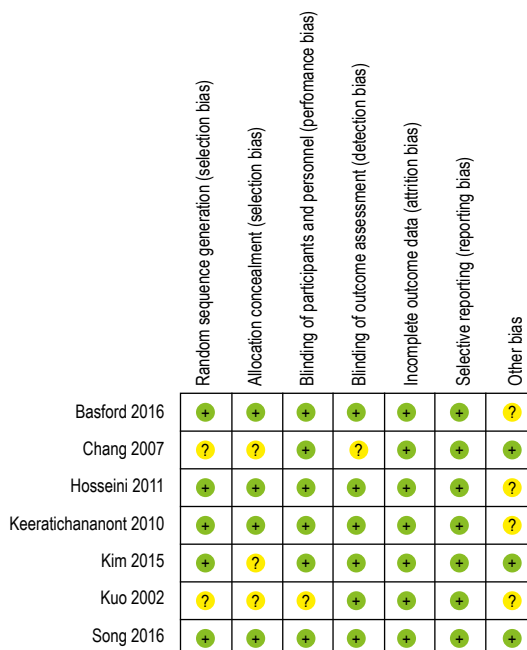 Random sequence generation (selection bias)
Allocation concealment (selection bias)
Blinding of participants and personnel (perfomance bias)
Blinding of outcome assessment (detection bias)
Incomplete outcome data (attrition bias)
Selective reporting (reporting bias)
Other bias
Basford 2016 + + + + + + ?
Chang 2007 ? ? + ? + + +
Hosseini 2011 + + + + + + ?
Keeratichananont 2010 + + + + + + ?
Kim 2015 + ? + + + + +
Kuo 2002 ? ? ? + + + ?
Song 2016 + + + + + + +